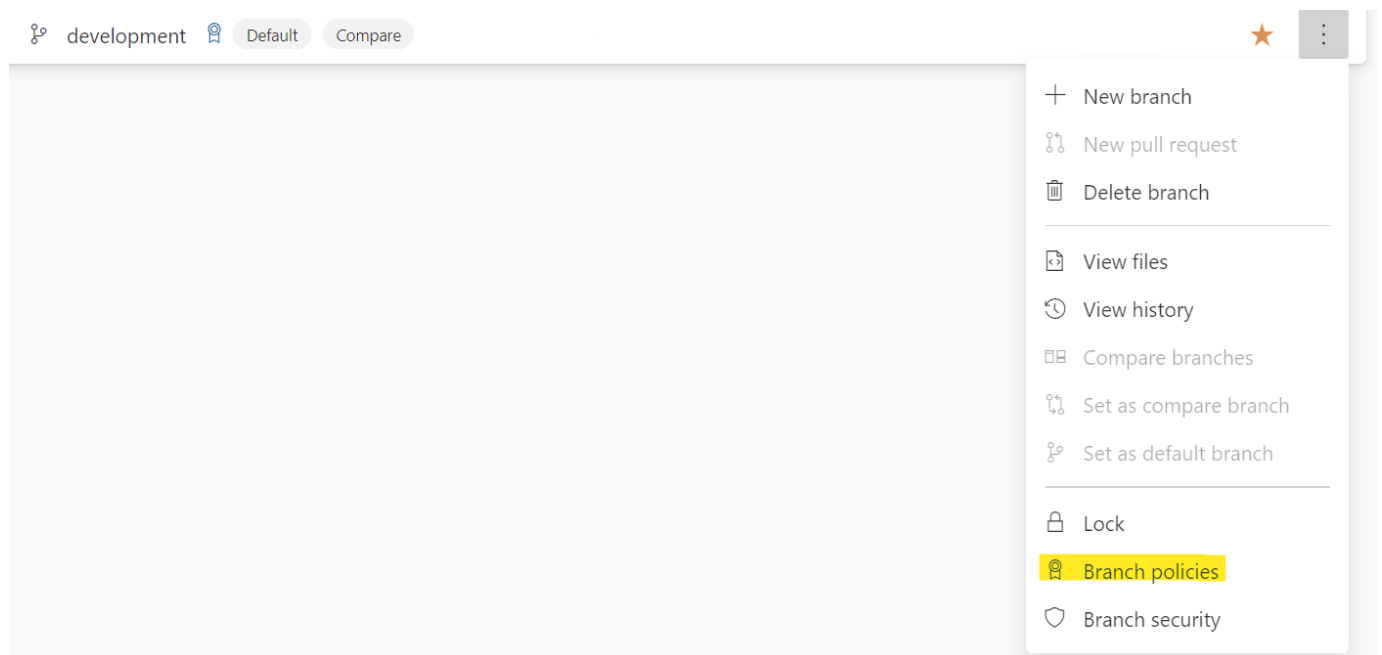 development Default Compare
New branch
New pull request
Delete branch
View files
View history
Compare branches
Set as compare branch
Set as default branch
Lock
Branch policies
Branch security